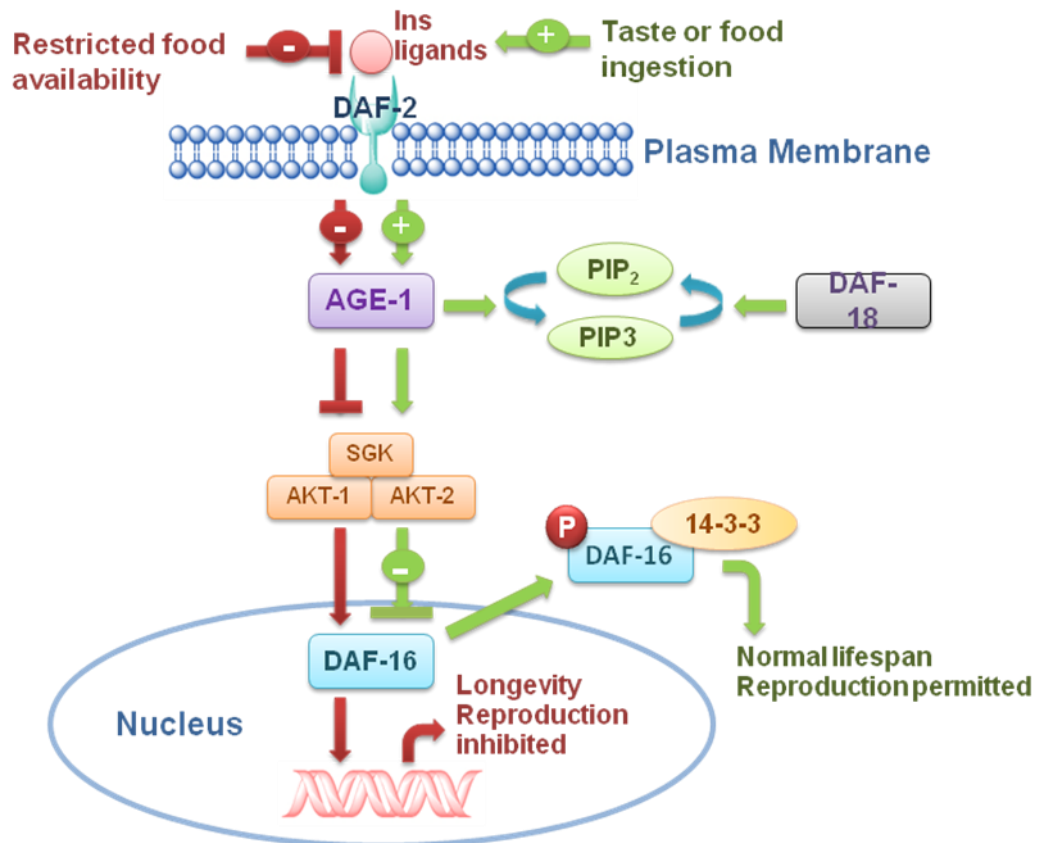 Restricted food
availability
-
Ins
ligands
+
Taste or food
ingestion
DAF-2
Plasma Membrane
-
+
AGE-1
PIP2
PIP3
DAF-
18
SGK
AKT-1
AKT-2
-
P
DAF-16
14-3-3
DAF-16
Normal lifespan
Reproduction permitted
Longevity
Reproduction
inhibited
Nucleus